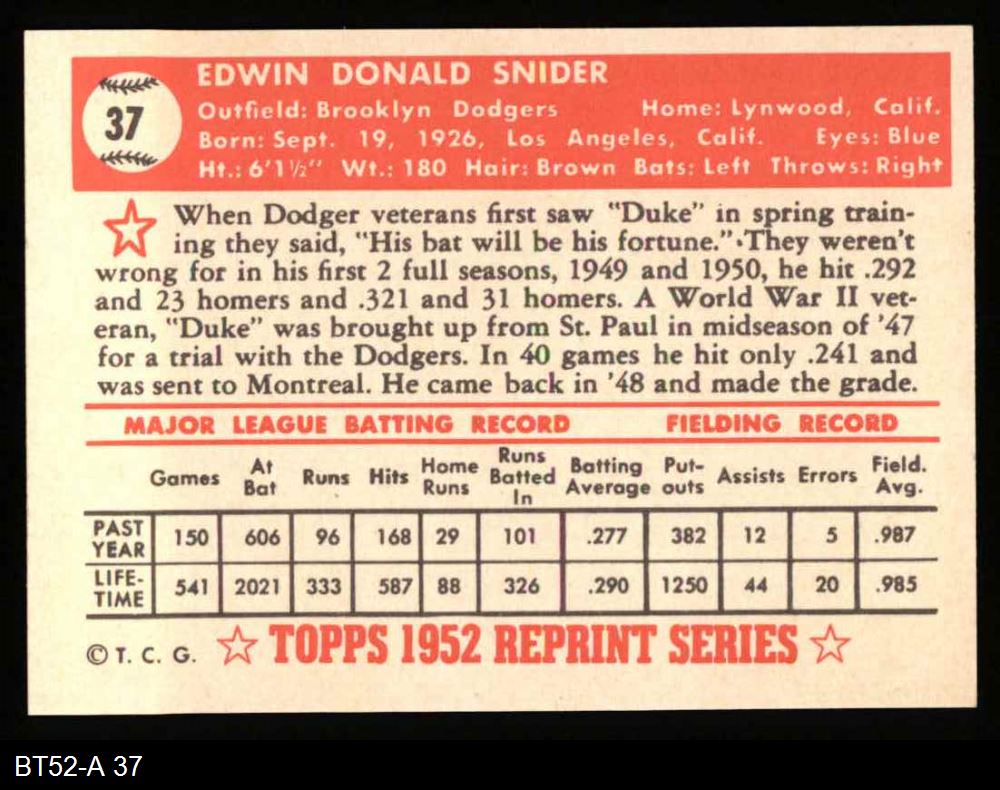 37
EDWIN DONALD SNIDER
Outfield: Brooklyn Dodgers Home: Lynwood, Calif.
Born: Sept. 19, 1926, Los Angeles, Calif. Eyes: Blue
Ht.: 6'1½" Wt.: 180 Hair: Brown Bats: Left Throws: Right
When Dodger veterans first saw "Duke" in spring train-
ing they said, "His bat will be his fortune." They weren't
wrong for in his first 2 full seasons, 1949 and 1950, he hit .292
and 23 homers and .321 and 31 homers. A World War II vet-
eran, "Duke" was brought up from St. Paul in midseason of '47
for a trial with the Dodgers. In 40 games he hit only .241 and
was sent to Montreal. He came back in '48 and made the grade.
MAJOR LEAGUE BATTING RECORD FIELDING RECORD
Games At Bat Runs Hits Home Runs Runs Batted In Batting Average Put-outs Assists Errors Field. Avg.
PAST YEAR 150 606 96 168 29 101 .277 382 12 5 .987
LIFE-TIME 541 2021 333 587 88 326 .290 1250 44 20 .985
© T. C. G. TOPPS 1952 REPRINT SERIES
BT52-A 37